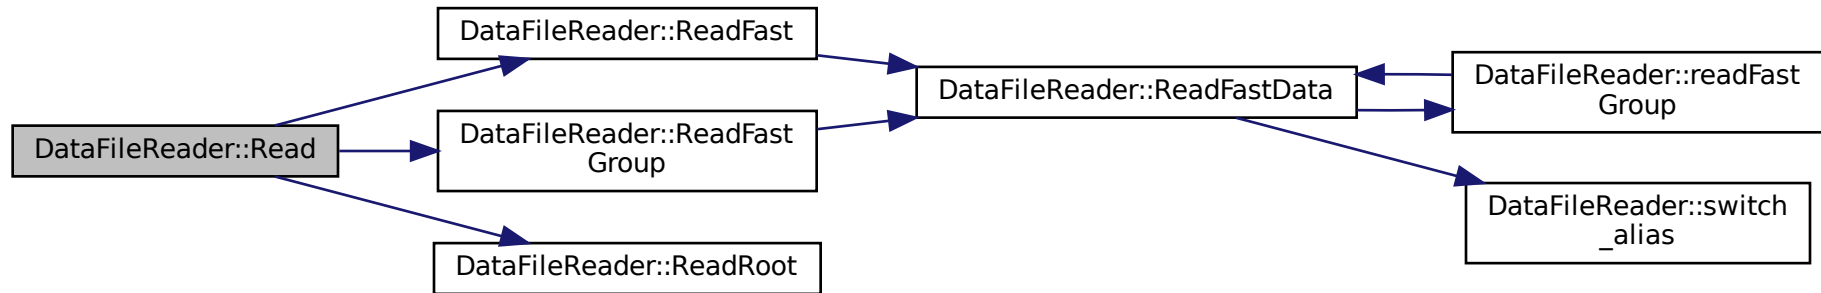 DataFileReader::Read
DataFileReader::ReadFast
DataFileReader::ReadFast
Group
DataFileReader::ReadRoot
DataFileReader::ReadFastData
DataFileReader::readFast
Group
DataFileReader::switch
_alias